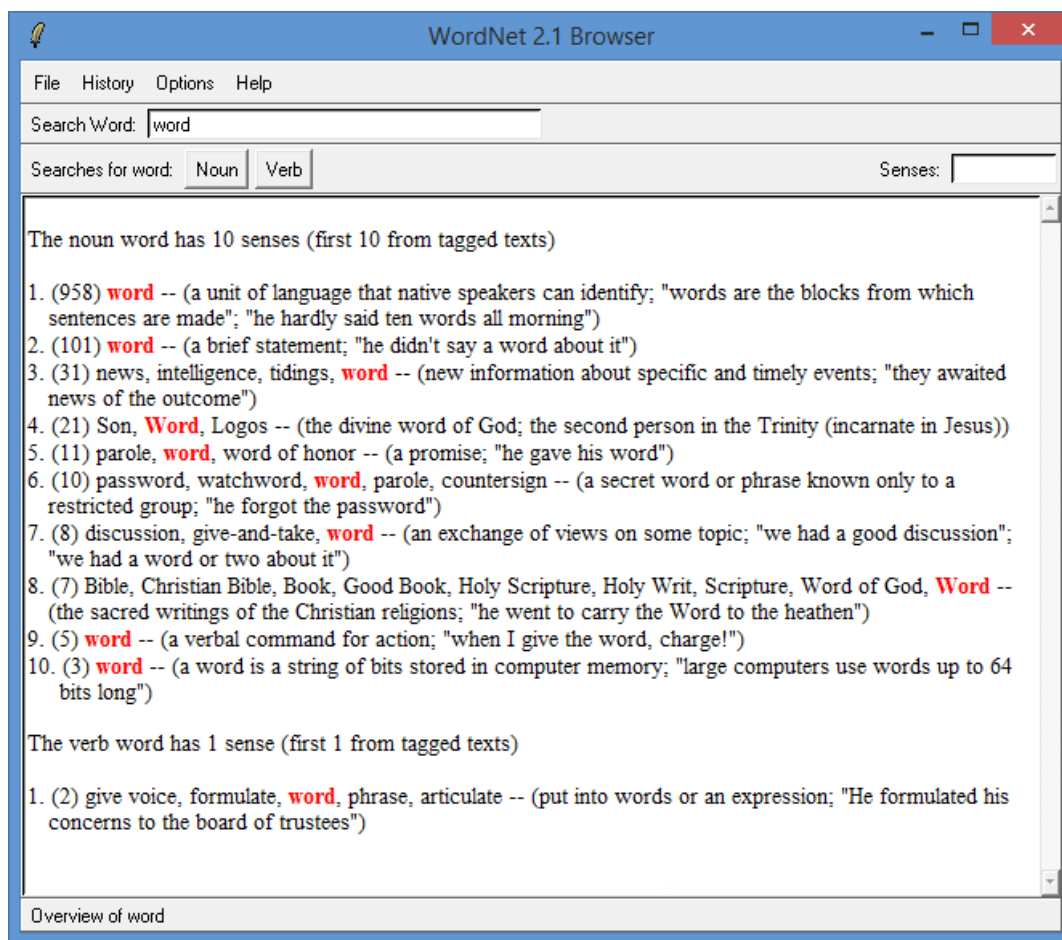 WordNet 2.1 Browser
File History Options Help
Search Word: word
Searches for word: Noun Verb Senses:
The noun word has 10 senses (first 10 from tagged texts)
1. (958) word -- (a unit of language that native speakers can identify; "words are the blocks from which
sentences are made"; "he hardly said ten words all morning")
2. (101) word -- (a brief statement; "he didn't say a word about it")
3. (31) news, intelligence, tidings, word -- (new information about specific and timely events; "they awaited
news of the outcome")
4. (21) Son, Word, Logos -- (the divine word of God; the second person in the Trinity (incarnate in Jesus))
5. (11) parole, word, word of honor -- (a promise; "he gave his word")
6. (10) password, watchword, word, parole, countersign -- (a secret word or phrase known only to a
restricted group; "he forgot the password")
7. (8) discussion, give-and-take, word -- (an exchange of views on some topic; "we had a good discussion";
"we had a word or two about it")
8. (7) Bible, Christian Bible, Book, Good Book, Holy Scripture, Holy Writ, Scripture, Word of God, Word --
(the sacred writings of the Christian religions; "he went to carry the Word to the heathen")
9. (5) word -- (a verbal command for action; "when I give the word, charge!")
10. (3) word -- (a word is a string of bits stored in computer memory; "large computers use words up to 64
bits long")
The verb word has 1 sense (first 1 from tagged texts)
1. (2) give voice, formulate, word, phrase, articulate -- (put into words or an expression; "He formulated his
concerns to the board of trustees")
Overview of word